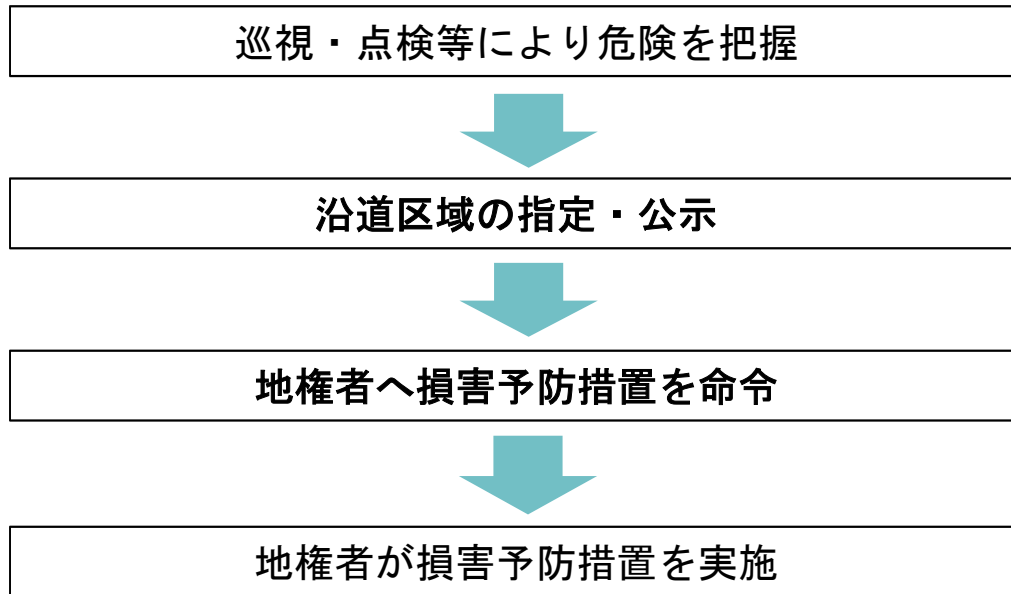 巡視・点検等により危険を把握
沿道区域の指定・公示
地権者へ損害予防措置を命令
地権者が損害予防措置を実施